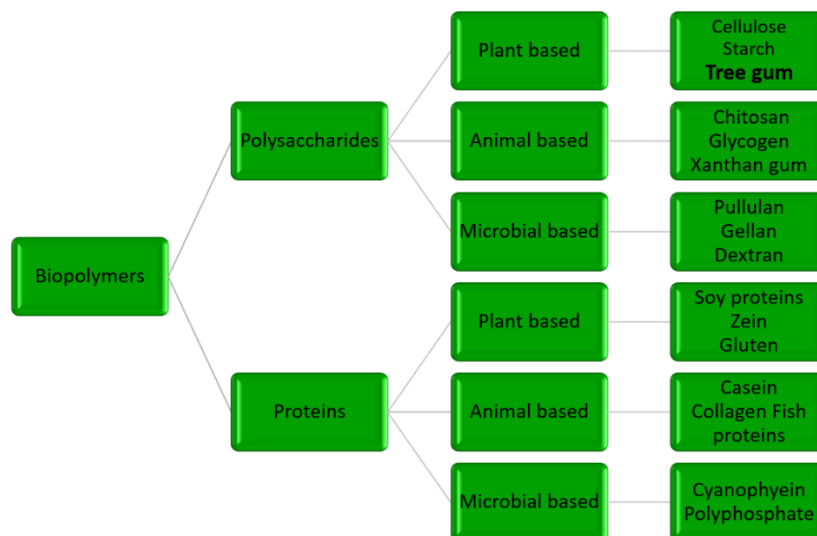 Biopolymers
Polysaccharides
Plant based
Cellulose
Starch
Tree gum
Animal based
Chitosan
Glycogen
Xanthan gum
Microbial based
Pullulan
Gellan
Dextran
Proteins
Plant based
Soy proteins
Zein
Gluten
Animal based
Casein
Collagen Fish
proteins
Microbial based
Cyanophyein
Polyphosphate